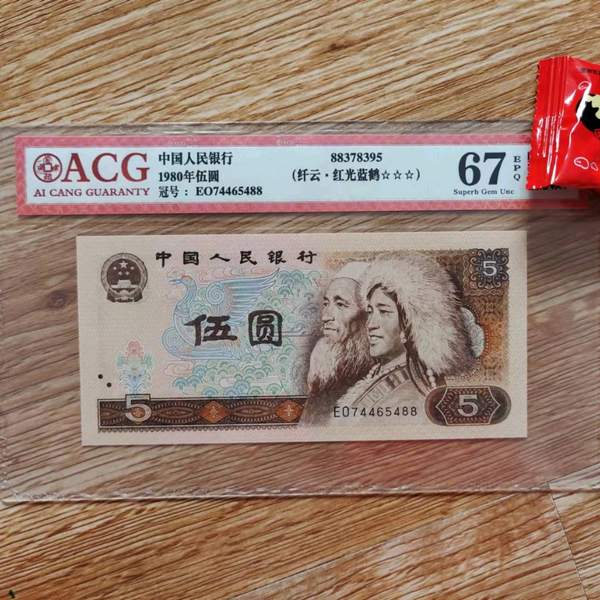 ACG
AI CANG GUARANTY
中国人民银行
1980年伍圆
冠号：EO74465488
88378395
（纤云·红光蓝鹤☆☆☆）
67
EPQ
Superb Gem Unc
中国人民银行
5
伍圆
5
EO74465488
5